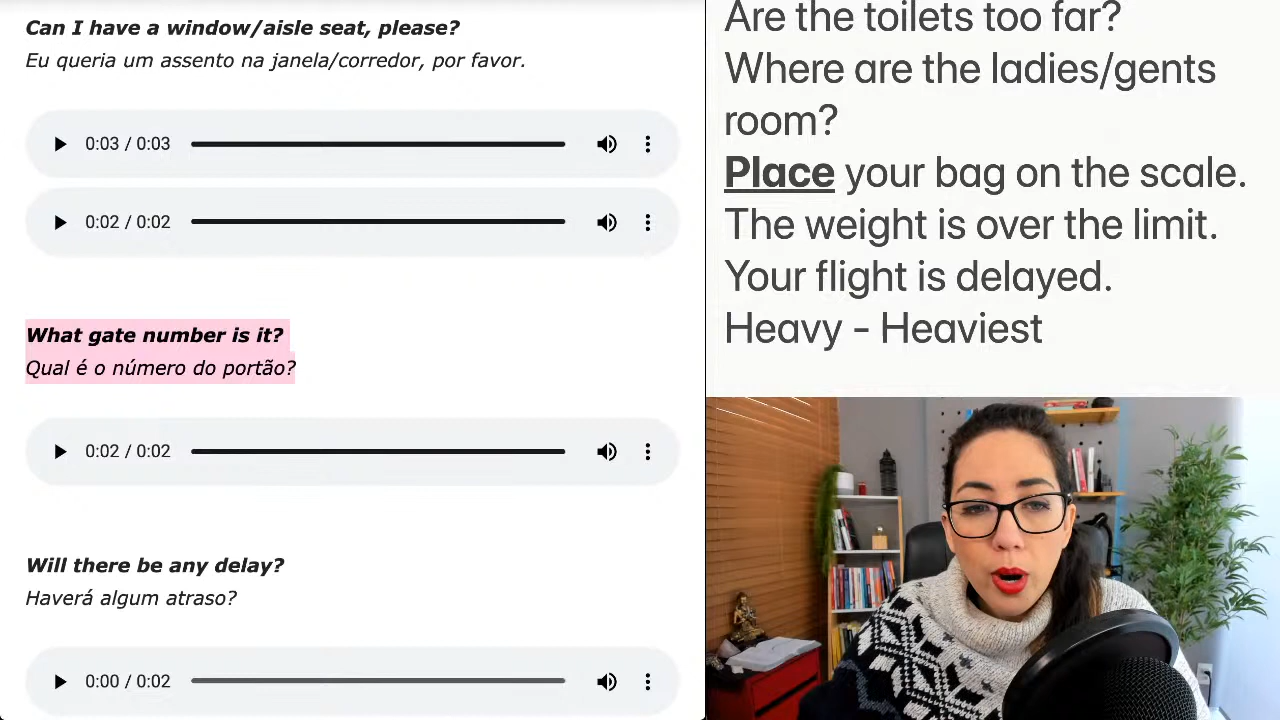 Can I have a window/aisle seat, please?
Eu queria um assento na janela/corredor, por favor.
0:03 / 0:03
0:02 / 0:02
What gate number is it?
Qual é o número do portão?
0:02 / 0:02
Will there be any delay?
Haverá algum atraso?
0:00 / 0:02
Are the toilets too far?
Where are the ladies/gents
room?
Place your bag on the scale.
The weight is over the limit.
Your flight is delayed.
Heavy - Heaviest